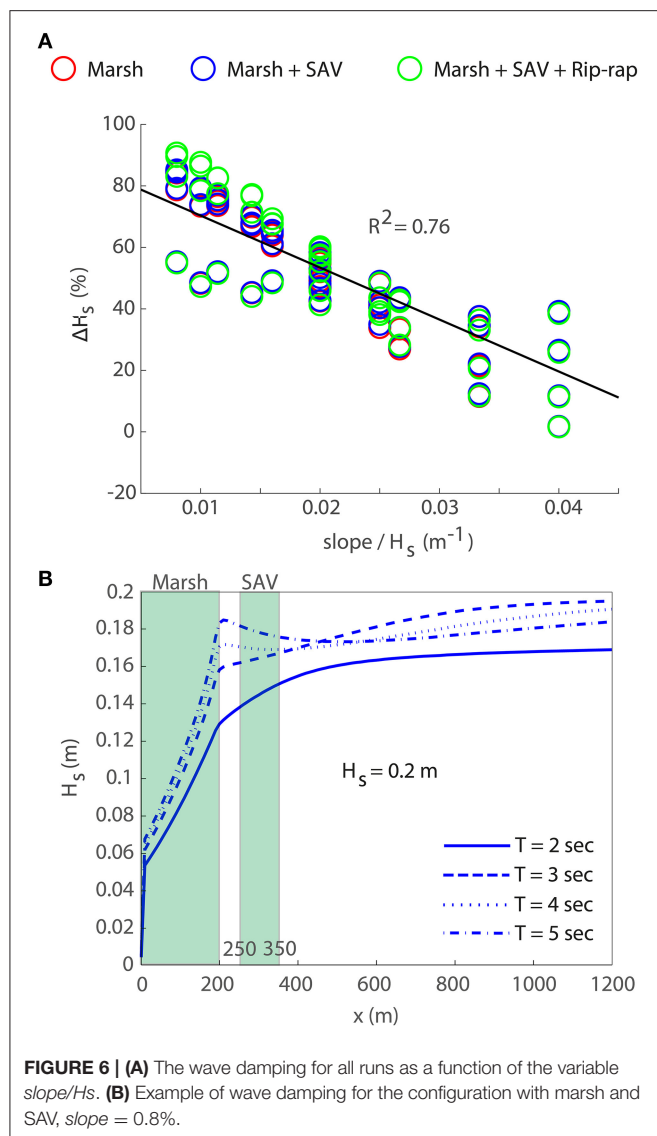 A
Marsh Marsh + SAV Marsh + SAV + Rip-rap
100
80
60
40
20
0
-20
ΔHs (%)
R² = 0.76
0.01 0.02 0.03 0.04
slope / Hs (m⁻¹)
B
Marsh SAV
0.2
0.18
0.16
0.14
0.12
0.1
0.08
0.06
0.04
0.02
0
Hs (m)
Hs = 0.2 m
T = 2 sec
T = 3 sec
T = 4 sec
T = 5 sec
250 350
0 200 400 600 800 1000 1200
x (m)
FIGURE 6 | (A) The wave damping for all runs as a function of the variable
slope/Hs. (B) Example of wave damping for the configuration with marsh and
SAV, slope = 0.8%.